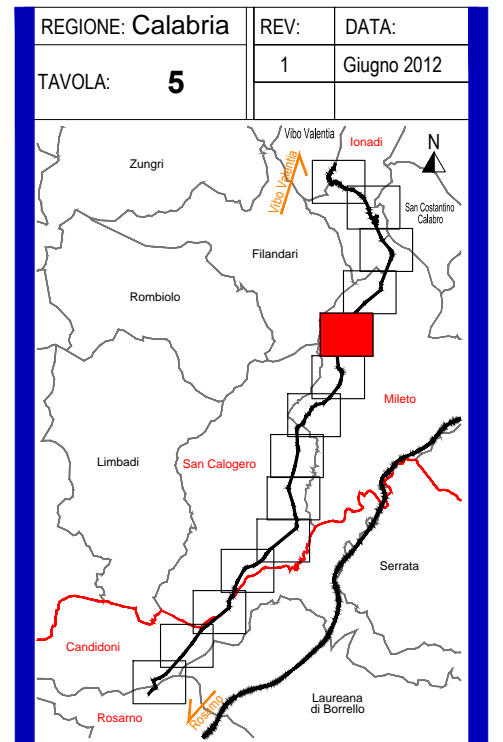 REGIONE: Calabria
REV:
DATA:
TAVOLA: 5
1
Giugno 2012
Vibo Valentia
Ionadi
N
Zungri
Vibo Valentia
San Costantino
Calabro
Filandari
Rombiolo
Mileto
Limbadi
San Calogero
Serrata
Candidoni
Laureana
di Borrello
Rosarno
Rosarno